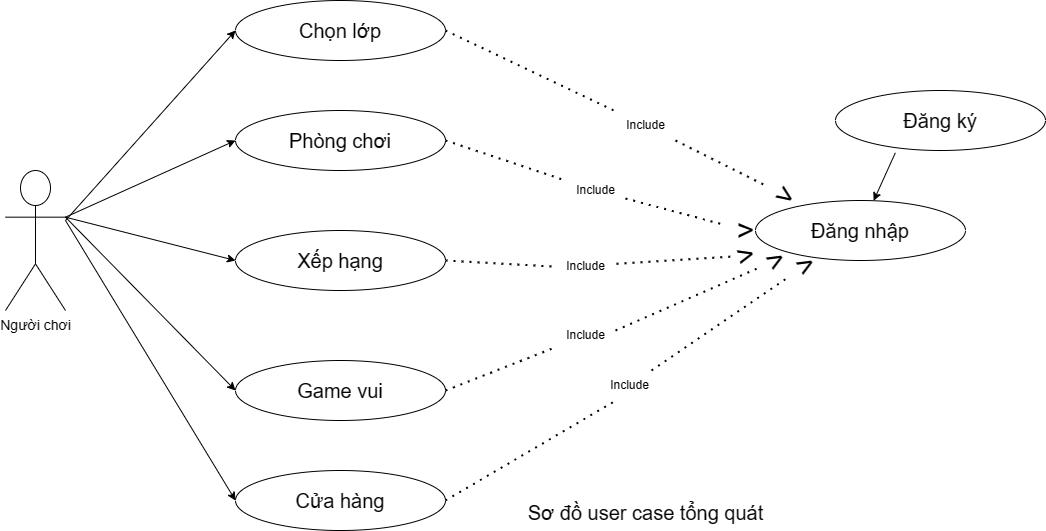 Chọn lớp
Include
Đăng ký
Phòng chơi
Include
Đăng nhập
Xếp hạng
Include
Người chơi
Include
Game vui
Include
Cửa hàng
Sơ đồ user case tổng quát